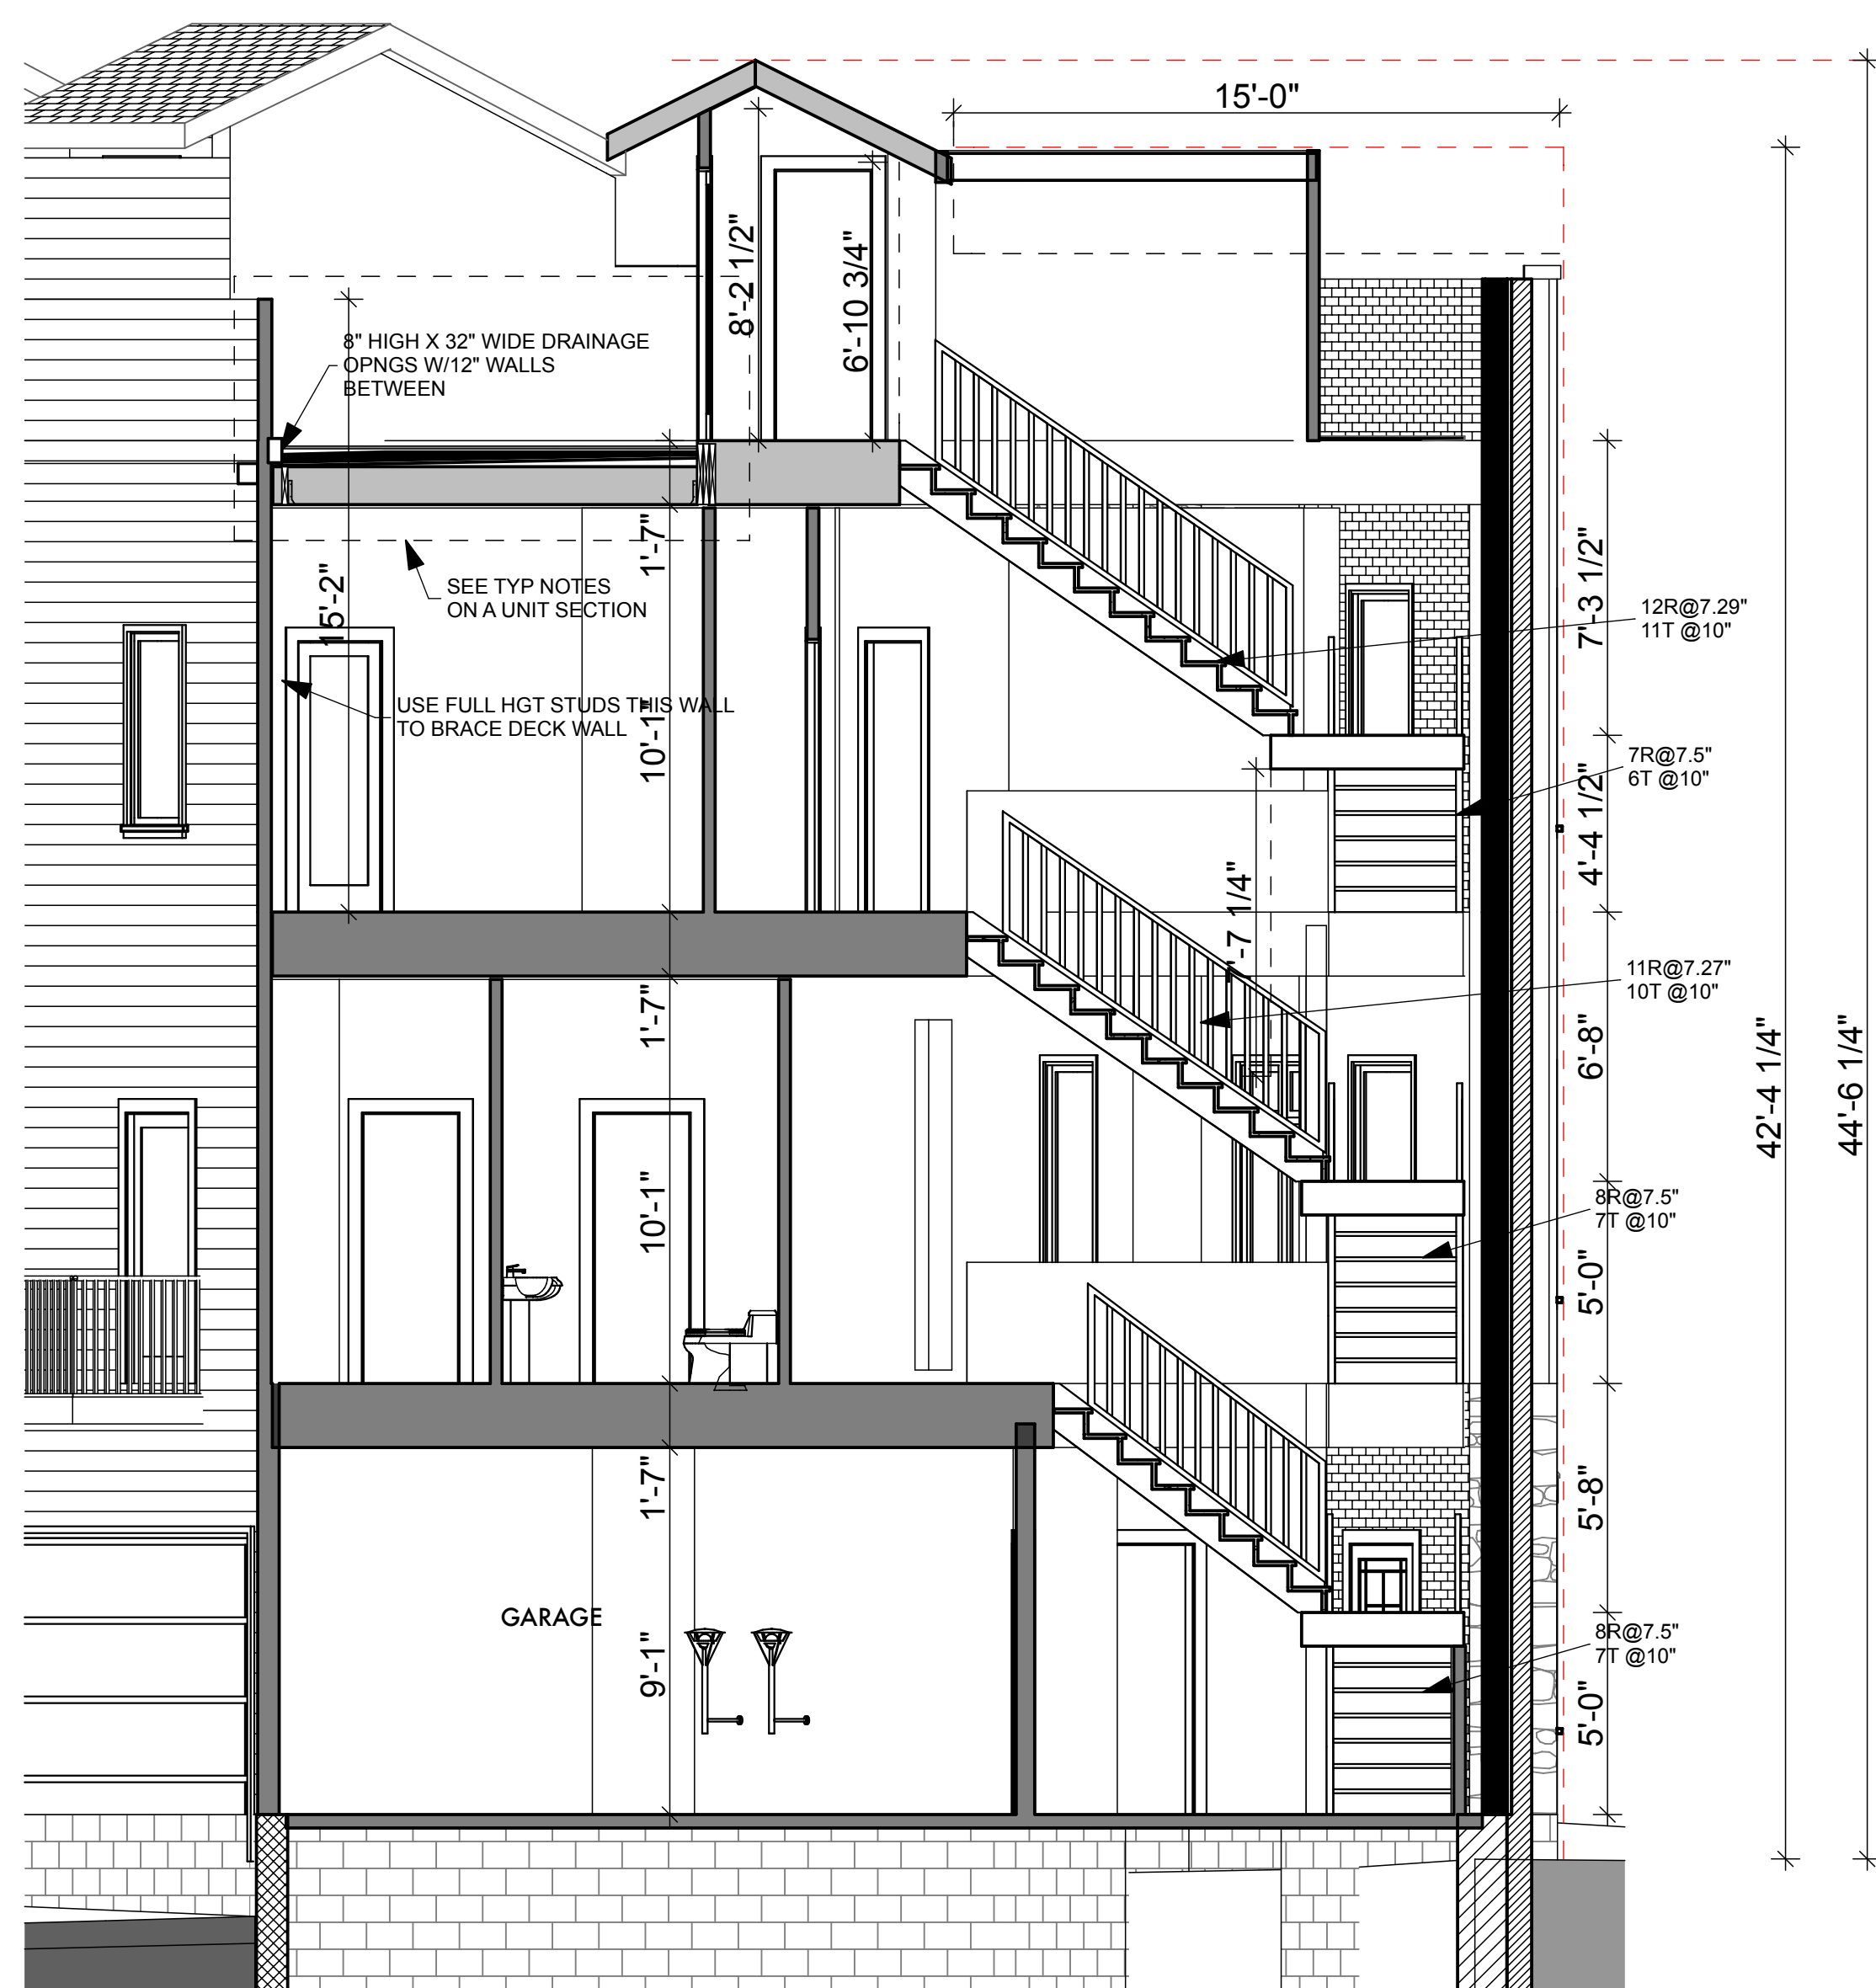 15'-0"
8'-2 1/2"
6'-10 3/4"
8" HIGH X 32" WIDE DRAINAGE
OPNGS W/12" WALLS
BETWEEN
15'-2"
1'-7"
SEE TYP NOTES
ON A UNIT SECTION
7'-3 1/2"
12R@7.29"
11T @10"
USE FULL HGT STUDS THIS WALL
TO BRACE DECK WALL
10'-1"
7R@7.5"
6T @10"
4'-4 1/2"
11R@7.27"
10T @10"
1'-7"
6'-8"
42'-4 1/4"
44'-6 1/4"
10'-1"
8R@7.5"
7T @10"
5'-0"
1'-7"
5'-8"
GARAGE
9'-1"
8R@7.5"
7T @10"
5'-0"